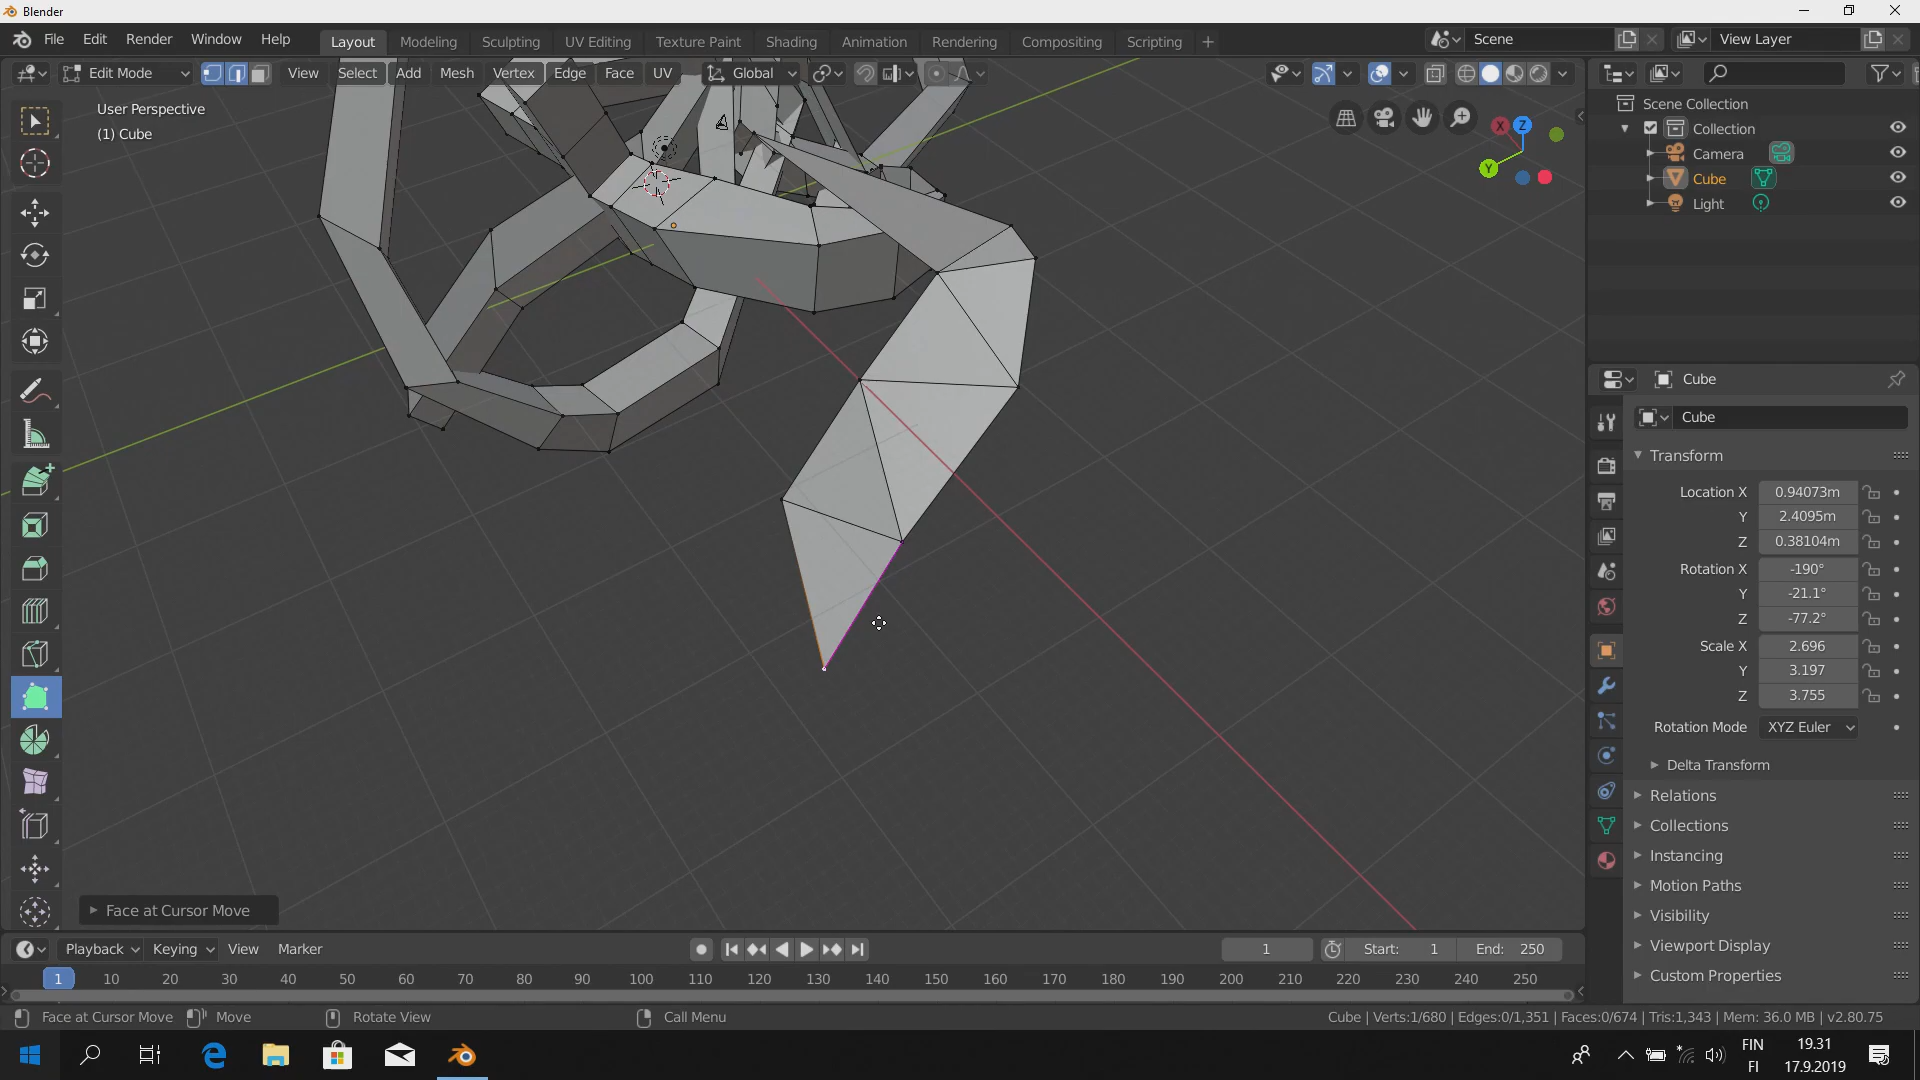 Blender
File Edit Render Window Help Layout Modeling Sculpting UV Editing Texture Paint Shading Animation Rendering Compositing Scripting + Scene View Layer
Edit Mode View Select Add Mesh Vertex Edge Face UV Global
User Perspective
(1) Cube
X Z
Y
Scene Collection
Collection
Camera
Cube
Light
Cube
Cube
Transform
Location X 0.94073m
Y 2.4095m
Z 0.38104m
Rotation X -190°
Y -21.1°
Z -77.2°
Scale X 2.696
Y 3.197
Z 3.755
Rotation Mode XYZ Euler
Delta Transform
Relations
Collections
Instancing
Motion Paths
Visibility
Viewport Display
Custom Properties
Face at Cursor Move
Playback Keying View Marker 1 Start: 1 End: 250
1 10 20 30 40 50 60 70 80 90 100 110 120 130 140 150 160 170 180 190 200 210 220 230 240 250
Face at Cursor Move Move Rotate View Call Menu Cube | Verts:1/680 | Edges:0/1,351 | Faces:0/674 | Tris:1,343 | Mem: 36.0 MB | v2.80.75
FIN 19.31
FI 17.9.2019